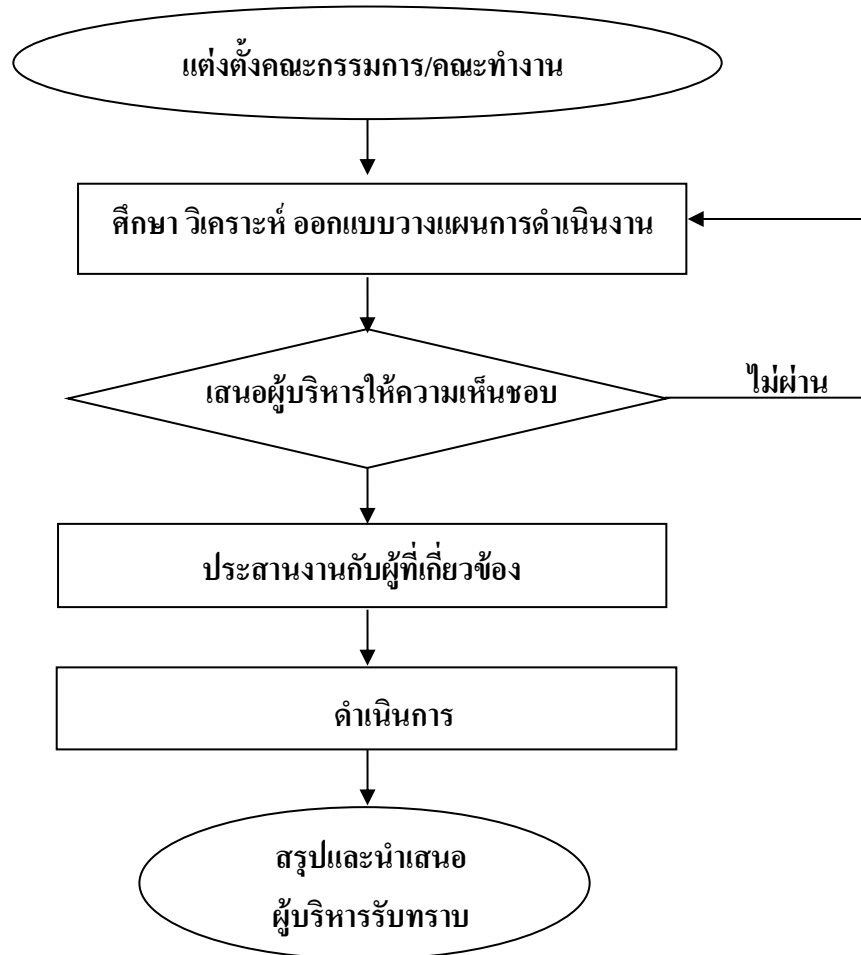 แต่งตั้งคณะกรรมการ/คณะทำงาน
ศึกษา วิเคราะห์ ออกแบบวางแผนการดำเนินงาน
เสนอผู้บริหารให้ความเห็นชอบ
ไม่ผ่าน
ประสานงานกับผู้ที่เกี่ยวข้อง
ดำเนินการ
สรุปและนำเสนอ
ผู้บริหารรับทราบ